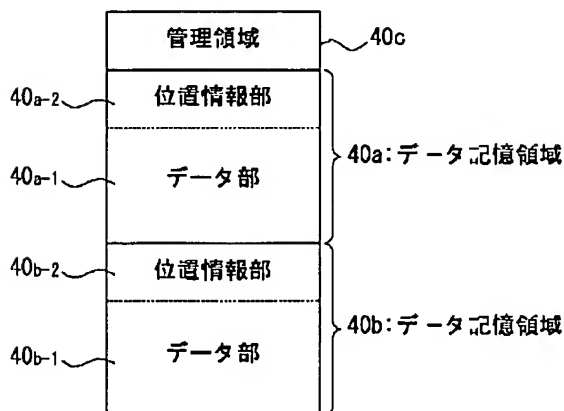 管理領域 40c
40a-2 位置情報部
40a-1 データ部
40a:データ記憶領域
40b-2 位置情報部
40b-1 データ部
40b:データ記憶領域